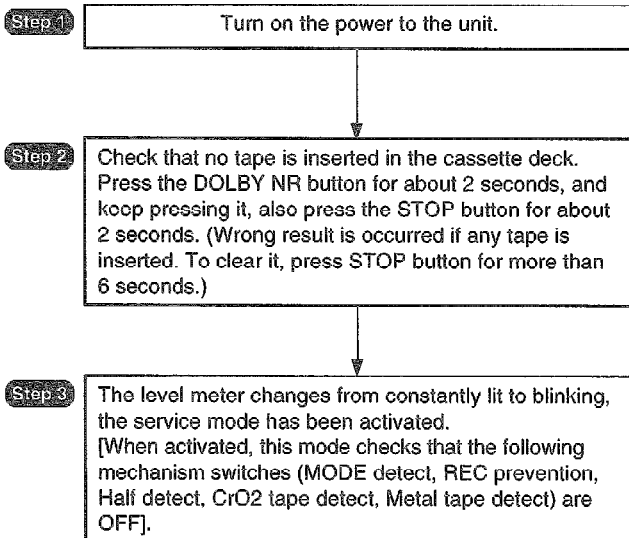 Step 1
Turn on the power to the unit.
Step 2
Check that no tape is inserted in the cassette deck.
Press the DOLBY NR button for about 2 seconds, and
keep pressing it, also press the STOP button for about
2 seconds. (Wrong result is occurred if any tape is
inserted. To clear it, press STOP button for more than
6 seconds.)
Step 3
The level meter changes from constantly lit to blinking,
the service mode has been activated.
[When activated, this mode checks that the following
mechanism switches (MODE detect, REC prevention,
Half detect, CrO2 tape detect, Metal tape detect) are
OFF].